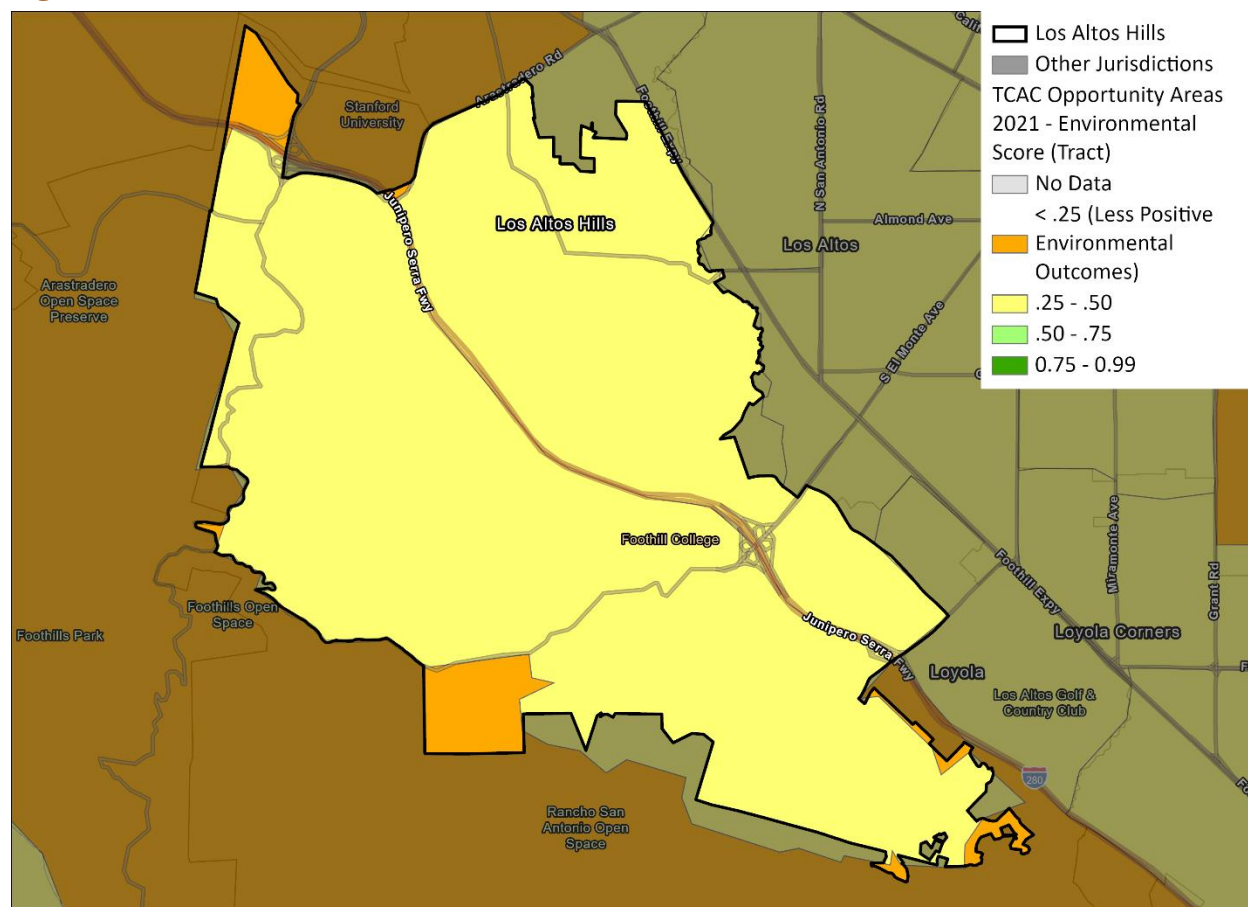 Los Altos Hills
Other Jurisdictions
TCAC Opportunity Areas
2021 - Environmental
Score (Tract)
No Data
< .25 (Less Positive
Environmental
Outcomes)
.25 - .50
.50 - .75
0.75 - 0.99
Arastradero Rd
Stanford
University
Foothill Expy
N San Antonio Rd
Almond Ave
Los Altos Hills
Los Altos
Junipero Serra Fwy
Arastradero
Open Space
Preserve
S El Monte Ave
Foothill College
Miramonte Ave
Grant Rd
Foothill Expy
Foothills Open
Space
Foothills Park
Junipero Serra Fwy
Loyola Corners
Loyola
Los Altos Golf &
Country Club
280
Rancho San
Antonio Open
Space